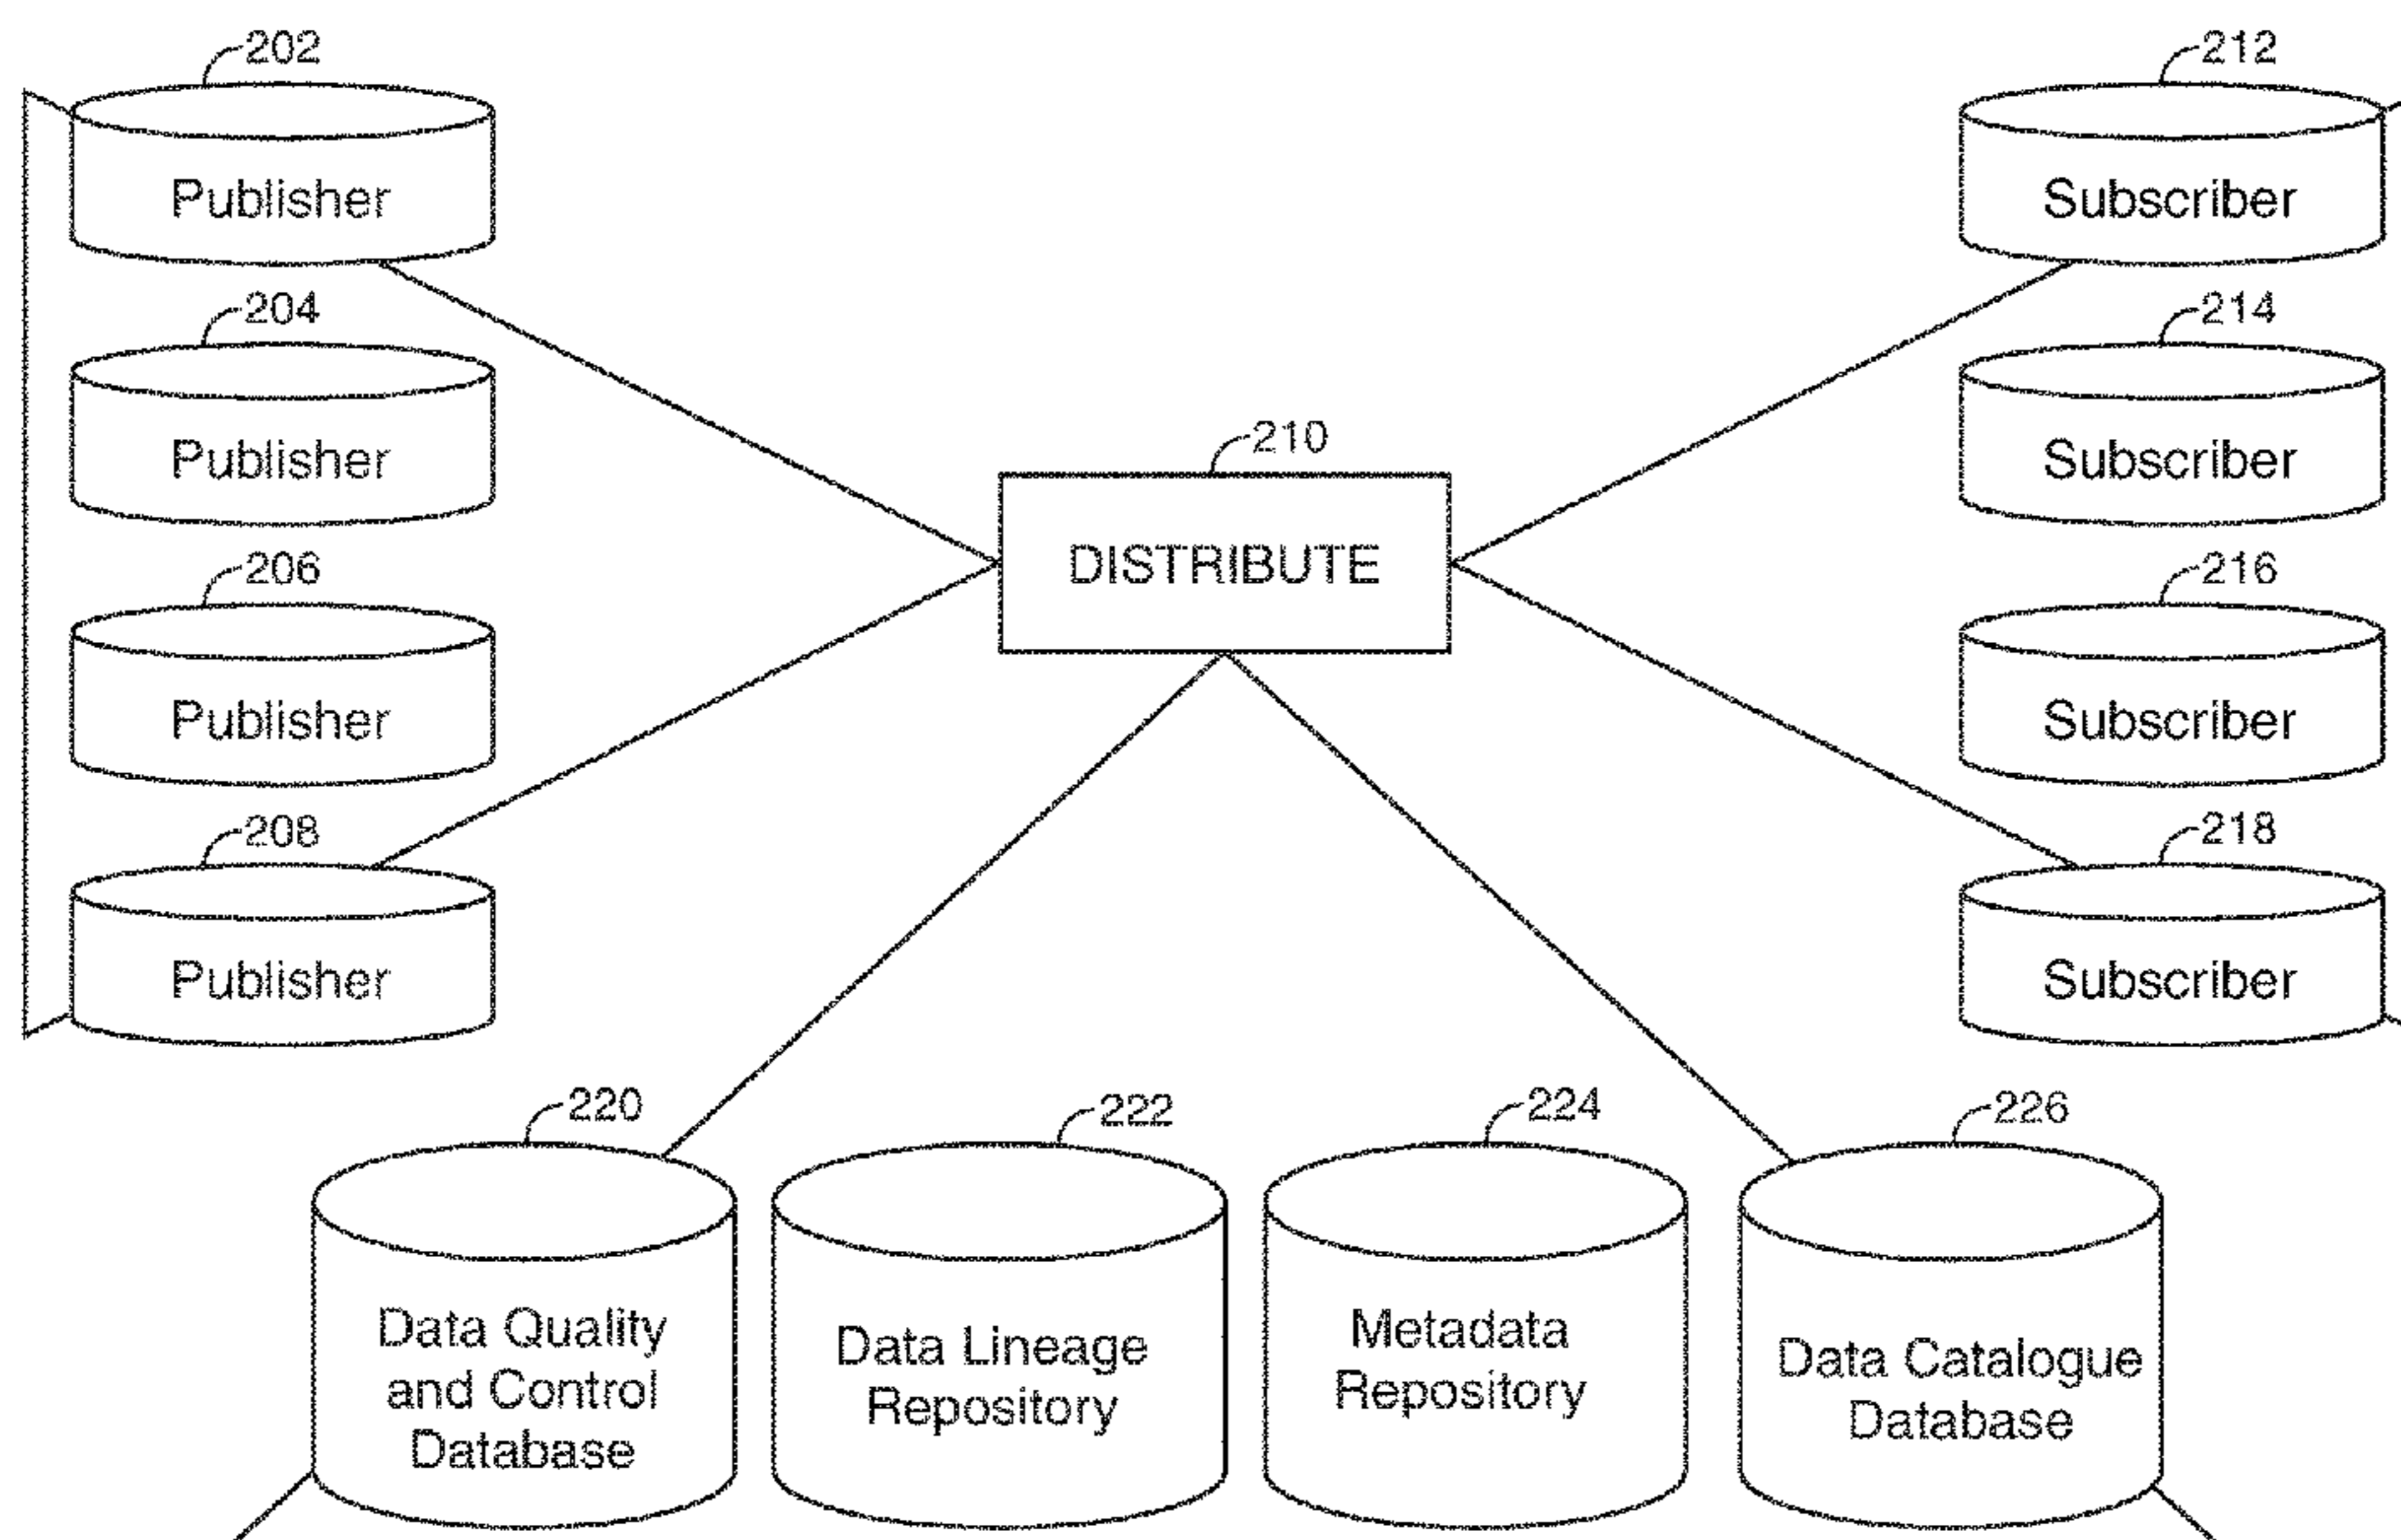 202
Publisher
204
Publisher
206
Publisher
208
Publisher
210
DISTRIBUTE
212
Subscriber
214
Subscriber
216
Subscriber
218
Subscriber
220
Data Quality
and Control
Database
222
Data Lineage
Repository
224
Metadata
Repository
226
Data Catalogue
Database